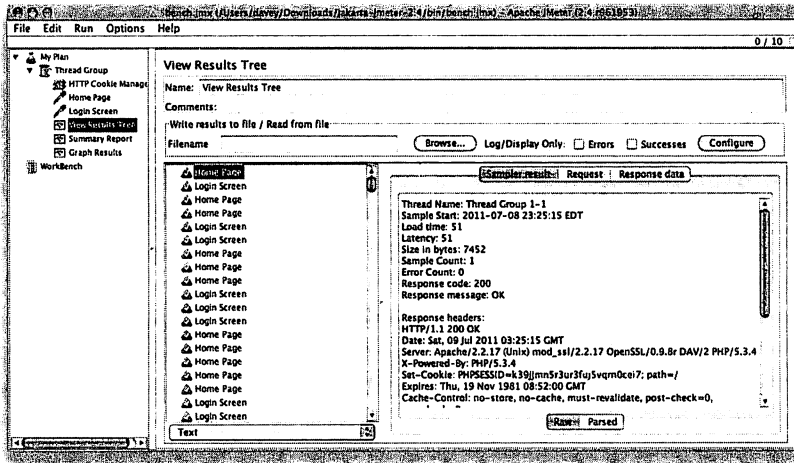 bench.jmx (/Users/davey/Downloads/jakarta-jmeter-2.4/bin/bench.jmx) - Apache JMeter (2.4 r961953)
File Edit Run Options Help
0 / 10
My Plan
Thread Group
HTTP Cookie Manage
Home Page
Login Screen
View Results Tree
Summary Report
Graph Results
WorkBench
View Results Tree
Name: View Results Tree
Comments:
Write results to file / Read from file
Filename Browse... Log/Display Only: Errors Successes Configure
Home Page
Login Screen
Home Page
Home Page
Login Screen
Login Screen
Home Page
Home Page
Home Page
Login Screen
Login Screen
Login Screen
Home Page
Home Page
Home Page
Login Screen
Home Page
Login Screen
Login Screen
Text
Sampler result Request Response data
Thread Name: Thread Group 1-1
Sample Start: 2011-07-08 23:25:15 EDT
Load time: 51
Latency: 51
Size in bytes: 7452
Sample Count: 1
Error Count: 0
Response code: 200
Response message: OK
Response headers:
HTTP/1.1 200 OK
Date: Sat, 09 Jul 2011 03:25:15 GMT
Server: Apache/2.2.17 (Unix) mod_ssl/2.2.17 OpenSSL/0.9.8r DAV/2 PHP/5.3.4
X-Powered-By: PHP/5.3.4
Set-Cookie: PHPSESSID=k39jjmn5r3ur3fuj5vqm0cei7; path=/
Expires: Thu, 19 Nov 1981 08:52:00 GMT
Cache-Control: no-store, no-cache, must-revalidate, post-check=0,
Raw Parsed